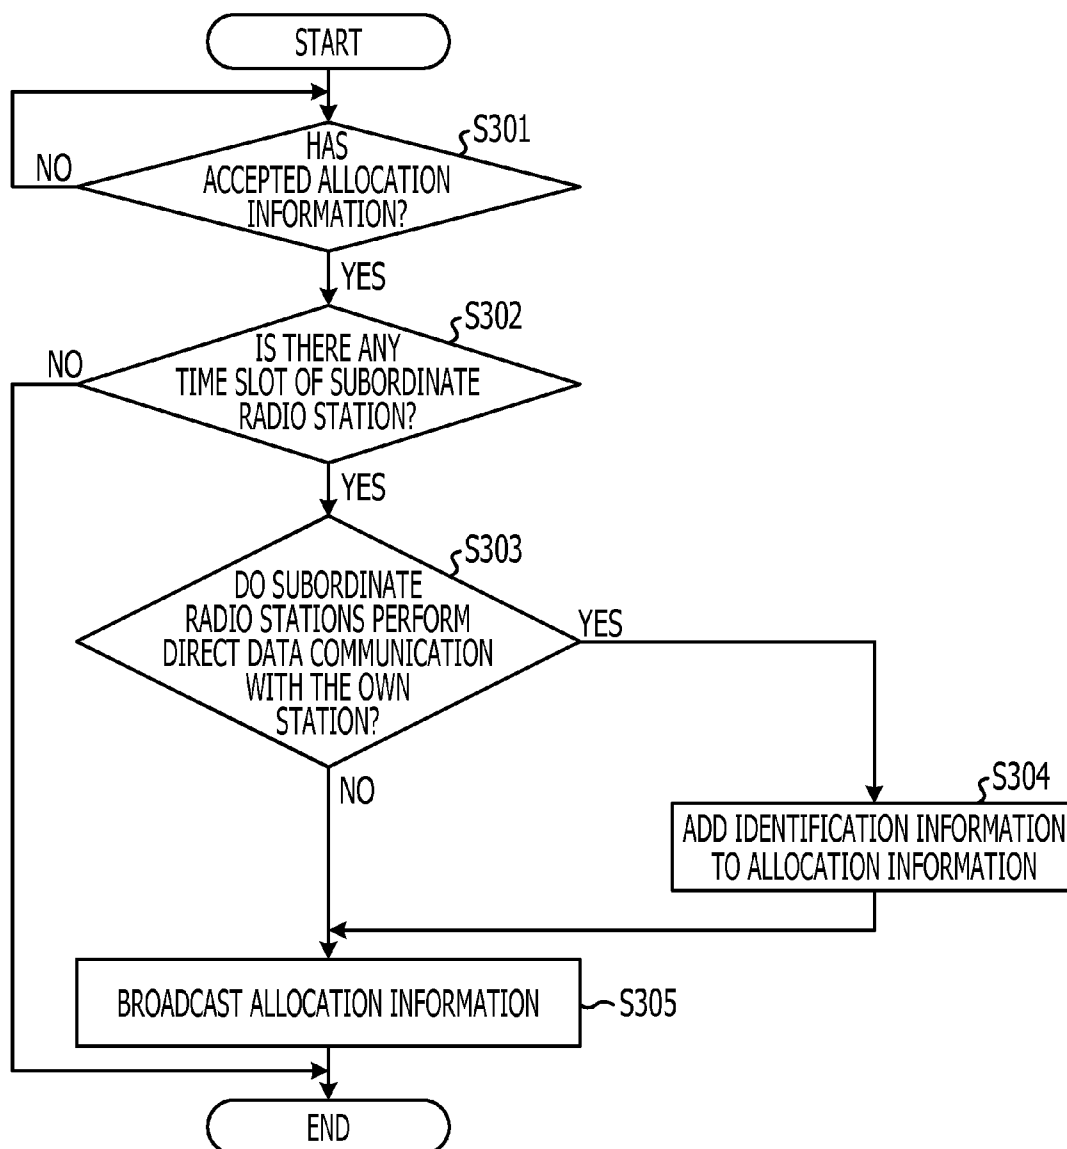 START
S301
HAS
ACCEPTED ALLOCATION
INFORMATION?
NO
YES
S302
IS THERE ANY
TIME SLOT OF SUBORDINATE
RADIO STATION?
NO
YES
S303
DO SUBORDINATE
RADIO STATIONS PERFORM
DIRECT DATA COMMUNICATION
WITH THE OWN
STATION?
YES
NO
S304
ADD IDENTIFICATION INFORMATION
TO ALLOCATION INFORMATION
BROADCAST ALLOCATION INFORMATION
S305
END